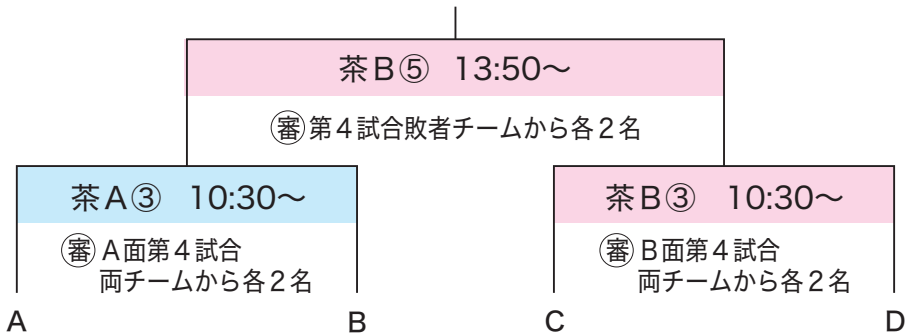 茶B⑤ 13:50〜
審 第4試合敗者チームから各2名
茶A③ 10:30〜
茶B③ 10:30〜
審 A面第4試合
両チームから各2名
審 B面第4試合
両チームから各2名
A
B
C
D